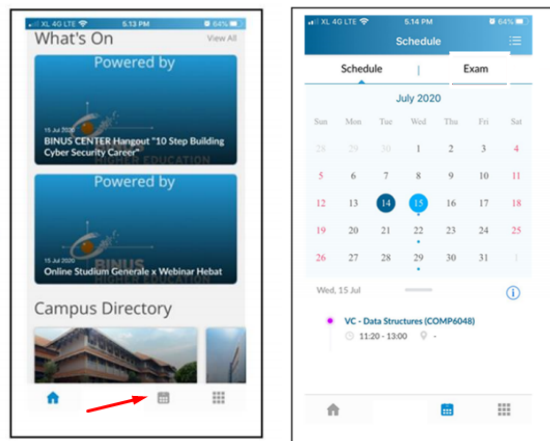 XL 4G LTE 5.13 PM 64%
What's On View All
Powered by
15 Jul 2020
BINUS CENTER Hangout "10 Step Building
Cyber Security Career"
HIGHER EDUCATION
Powered by
15 Jul 2020
BINUS
Online Studium Generale x Webinar Hebat
HIGHER EDUCATION
Campus Directory
XL 4G LTE 5.14 PM 64%
Schedule
Schedule | Exam
July 2020
Sun Mon Tue Wed Thu Fri Sat
28 29 30 1 2 3 4
5 6 7 8 9 10 11
12 13 14 15 16 17 18
19 20 21 22 23 24 25
26 27 28 29 30 31 1
Wed, 15 Jul
VC - Data Structures (COMP6048)
11:20 - 13:00 -